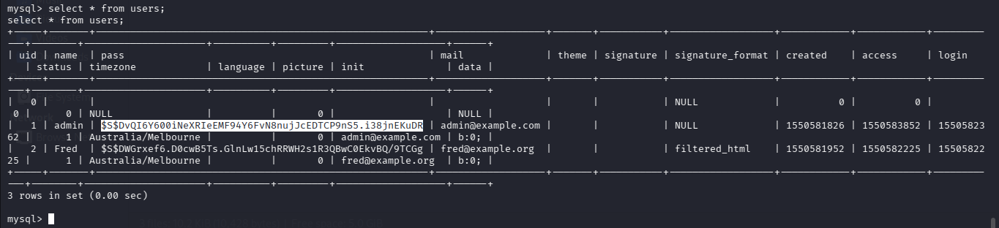 mysql> select * from users;
select * from users;
| uid | name | pass | mail | theme | signature | signature_format | created | access | login
| status | timezone | language | picture | init | data |
| 0 | | | | | | NULL | 0 | 0 |
0 | 0 | NULL | | 0 | | NULL |
| 1 | admin | $S$DvQI6Y600iNeXRIeEMF94Y6FvN8nujJcEDTCP9nS5.i38jnEKuDR | admin@example.com | | | NULL | 1550581826 | 1550583852 | 15505823
62 | 1 | Australia/Melbourne | | 0 | admin@example.com | b:0; |
| 2 | Fred | $S$DWGrxef6.D0cwB5Ts.GlnLw15chRRWH2s1R3QBwC0EkvBQ/9TCGg | fred@example.org | | | filtered_html | 1550581952 | 1550582225 | 15505822
25 | 1 | Australia/Melbourne | | 0 | fred@example.org | b:0; |
3 rows in set (0.00 sec)
mysql>